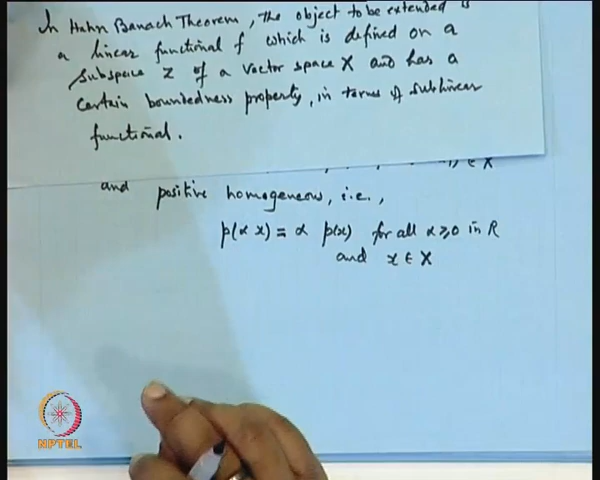 In Hahn Banach Theorem, the object to be extended is
a linear functional f which is defined on a
subspace Z of a vector space X and has a
certain boundedness property, in terms of sublinear
functional.
∈ X
and positive homogeneous, i.e.,
p(αx) = α p(x) for all α ≥ 0 in R
and x ∈ X
NPTEL